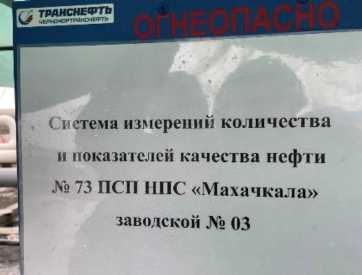 ТРАНСНЕФТЬ
ЧЕРНОМОРТРАНСНЕФТЬ
ОГНЕОПАСНО
Система измерений количества
и показателей качества нефти
№ 73 ПСП НПС «Махачкала»
заводской № 03